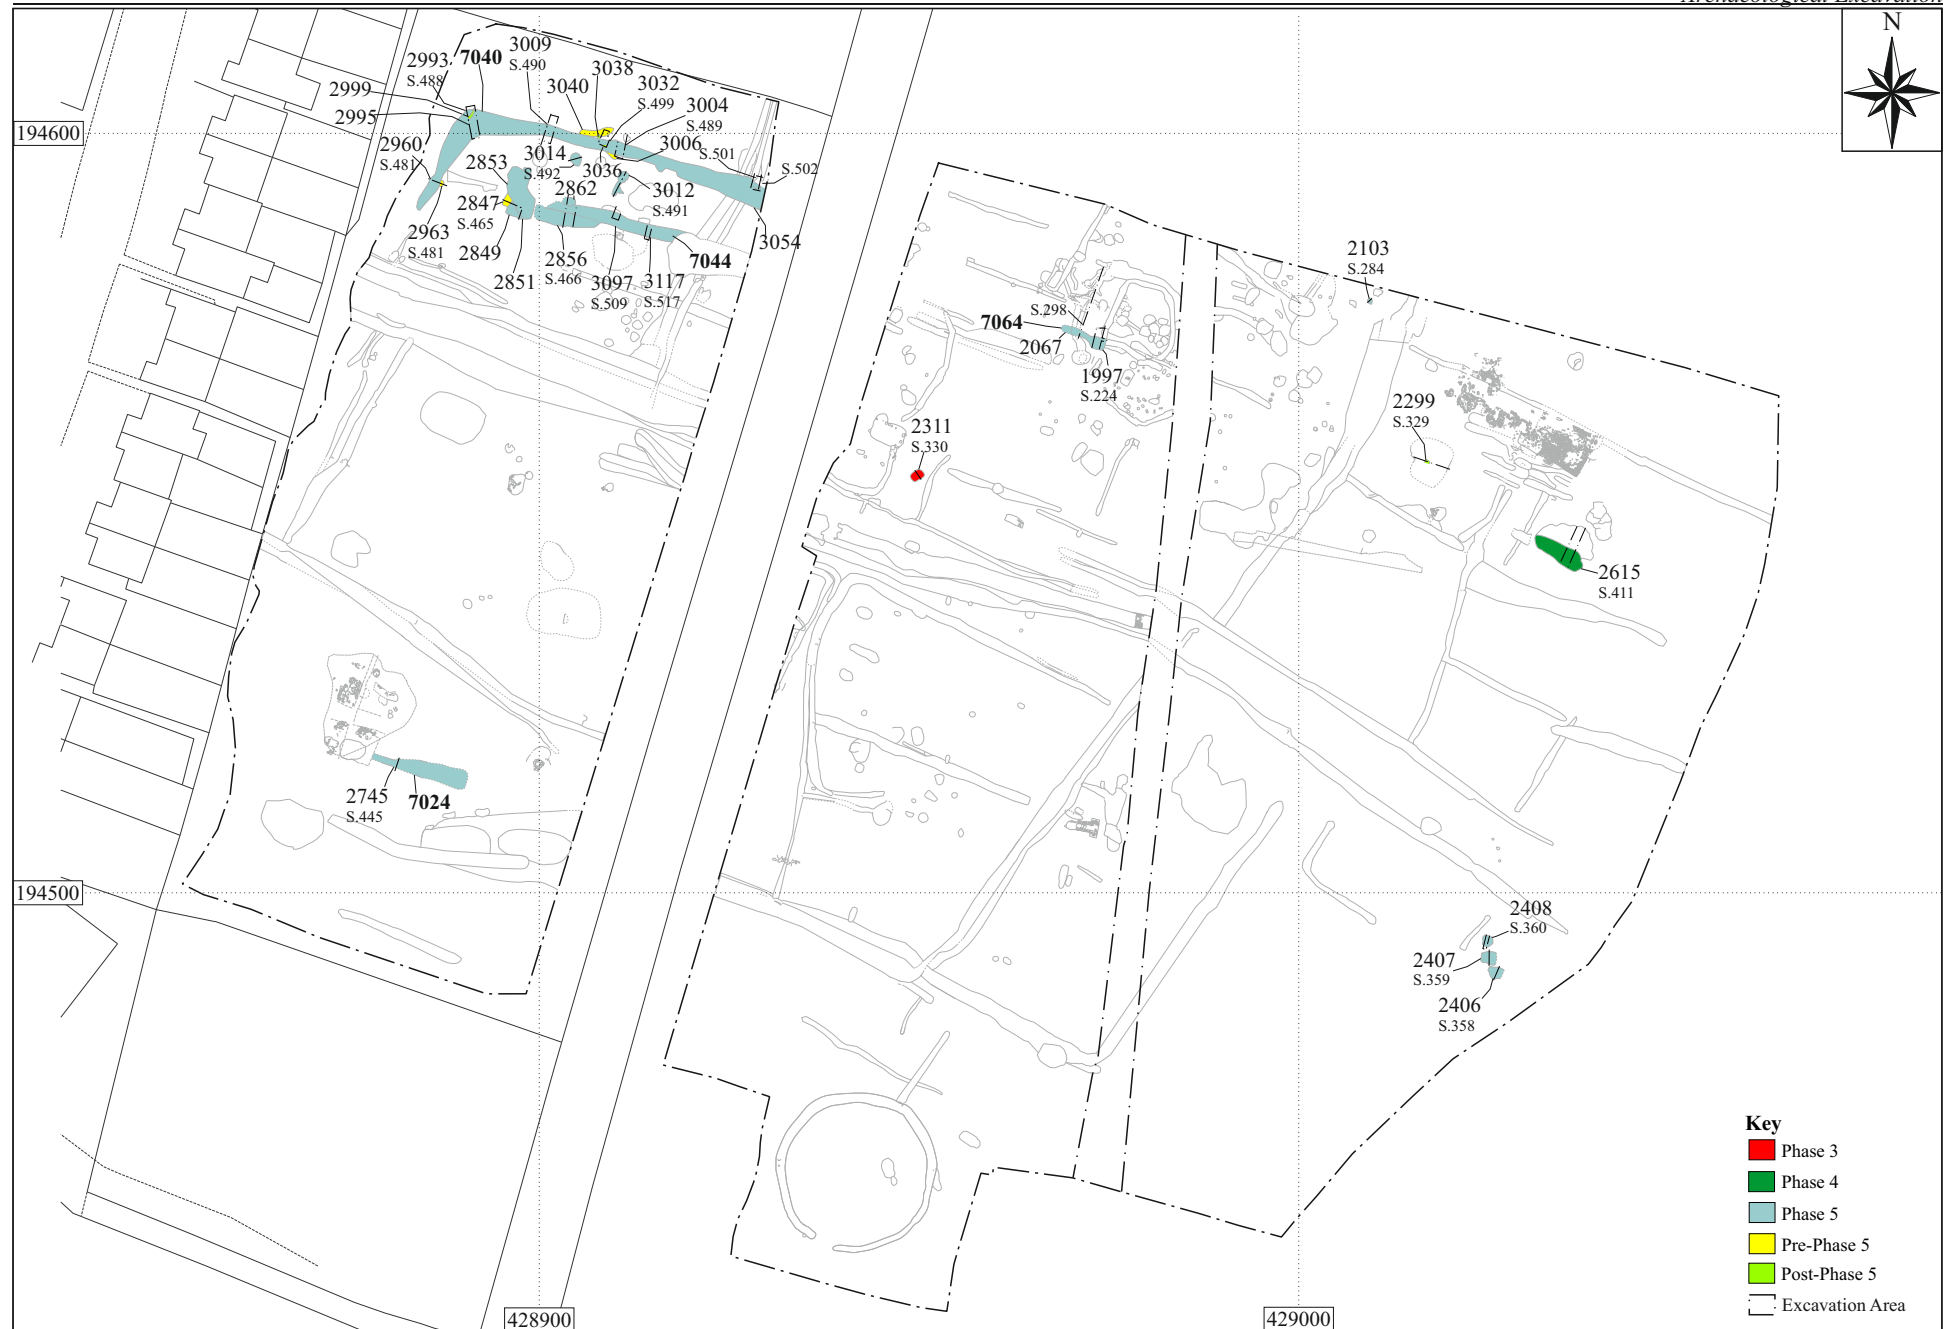 Archaeological Excavation
N
3009
S.490
2993
S.488
7040
3038
3040
3032
S.499
2999
3004
S.489
2995
194600
2960
S.481
3014
S.492
3006
S.501
2853
3036
S.502
2862
3012
S.491
2847
S.465
2963
S.481
2849
2851
2856
S.466
3097
S.509
3117
S.517
7044
3054
2103
S.284
S.298
7064
2067
1997
S.224
2299
S.329
2311
S.330
2615
S.411
2745
S.445
7024
194500
2408
S.360
2407
S.359
2406
S.358
Key
Phase 3
Phase 4
Phase 5
Pre-Phase 5
Post-Phase 5
Excavation Area
428900
429000